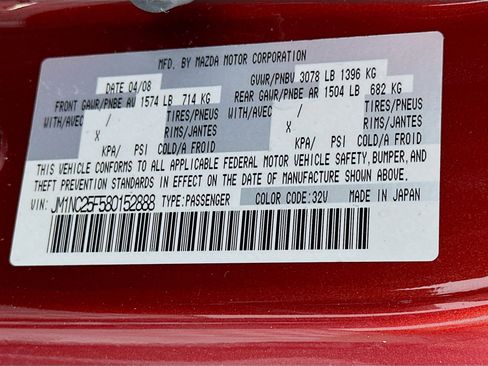 MFD. BY MAZDA MOTOR CORPORATION
DATE 04/08 GVWR/PNBV 3078 LB 1396 KG
FRONT GAWR/PNBE AV 1574 LB 714 KG REAR GAWR/PNBE AR 1504 LB 682 KG
WITH/AVEC / TIRES/PNEUS WITH/AVEC / TIRES/PNEUS
X RIMS/JANTES X RIMS/JANTES
KPA/ PSI COLD/A FROID KPA/ PSI COLD/A FROID
THIS VEHICLE CONFORMS TO ALL APPLICABLE FEDERAL MOTOR VEHICLE SAFETY, BUMPER, AND
THEFT PREVENTION STANDARDS IN EFFECT ON THE DATE OF MANUFACTURE SHOWN ABOVE.
VIN: JM1NC25F580152888 TYPE:PASSENGER COLOR CODE:32V MADE IN JAPAN